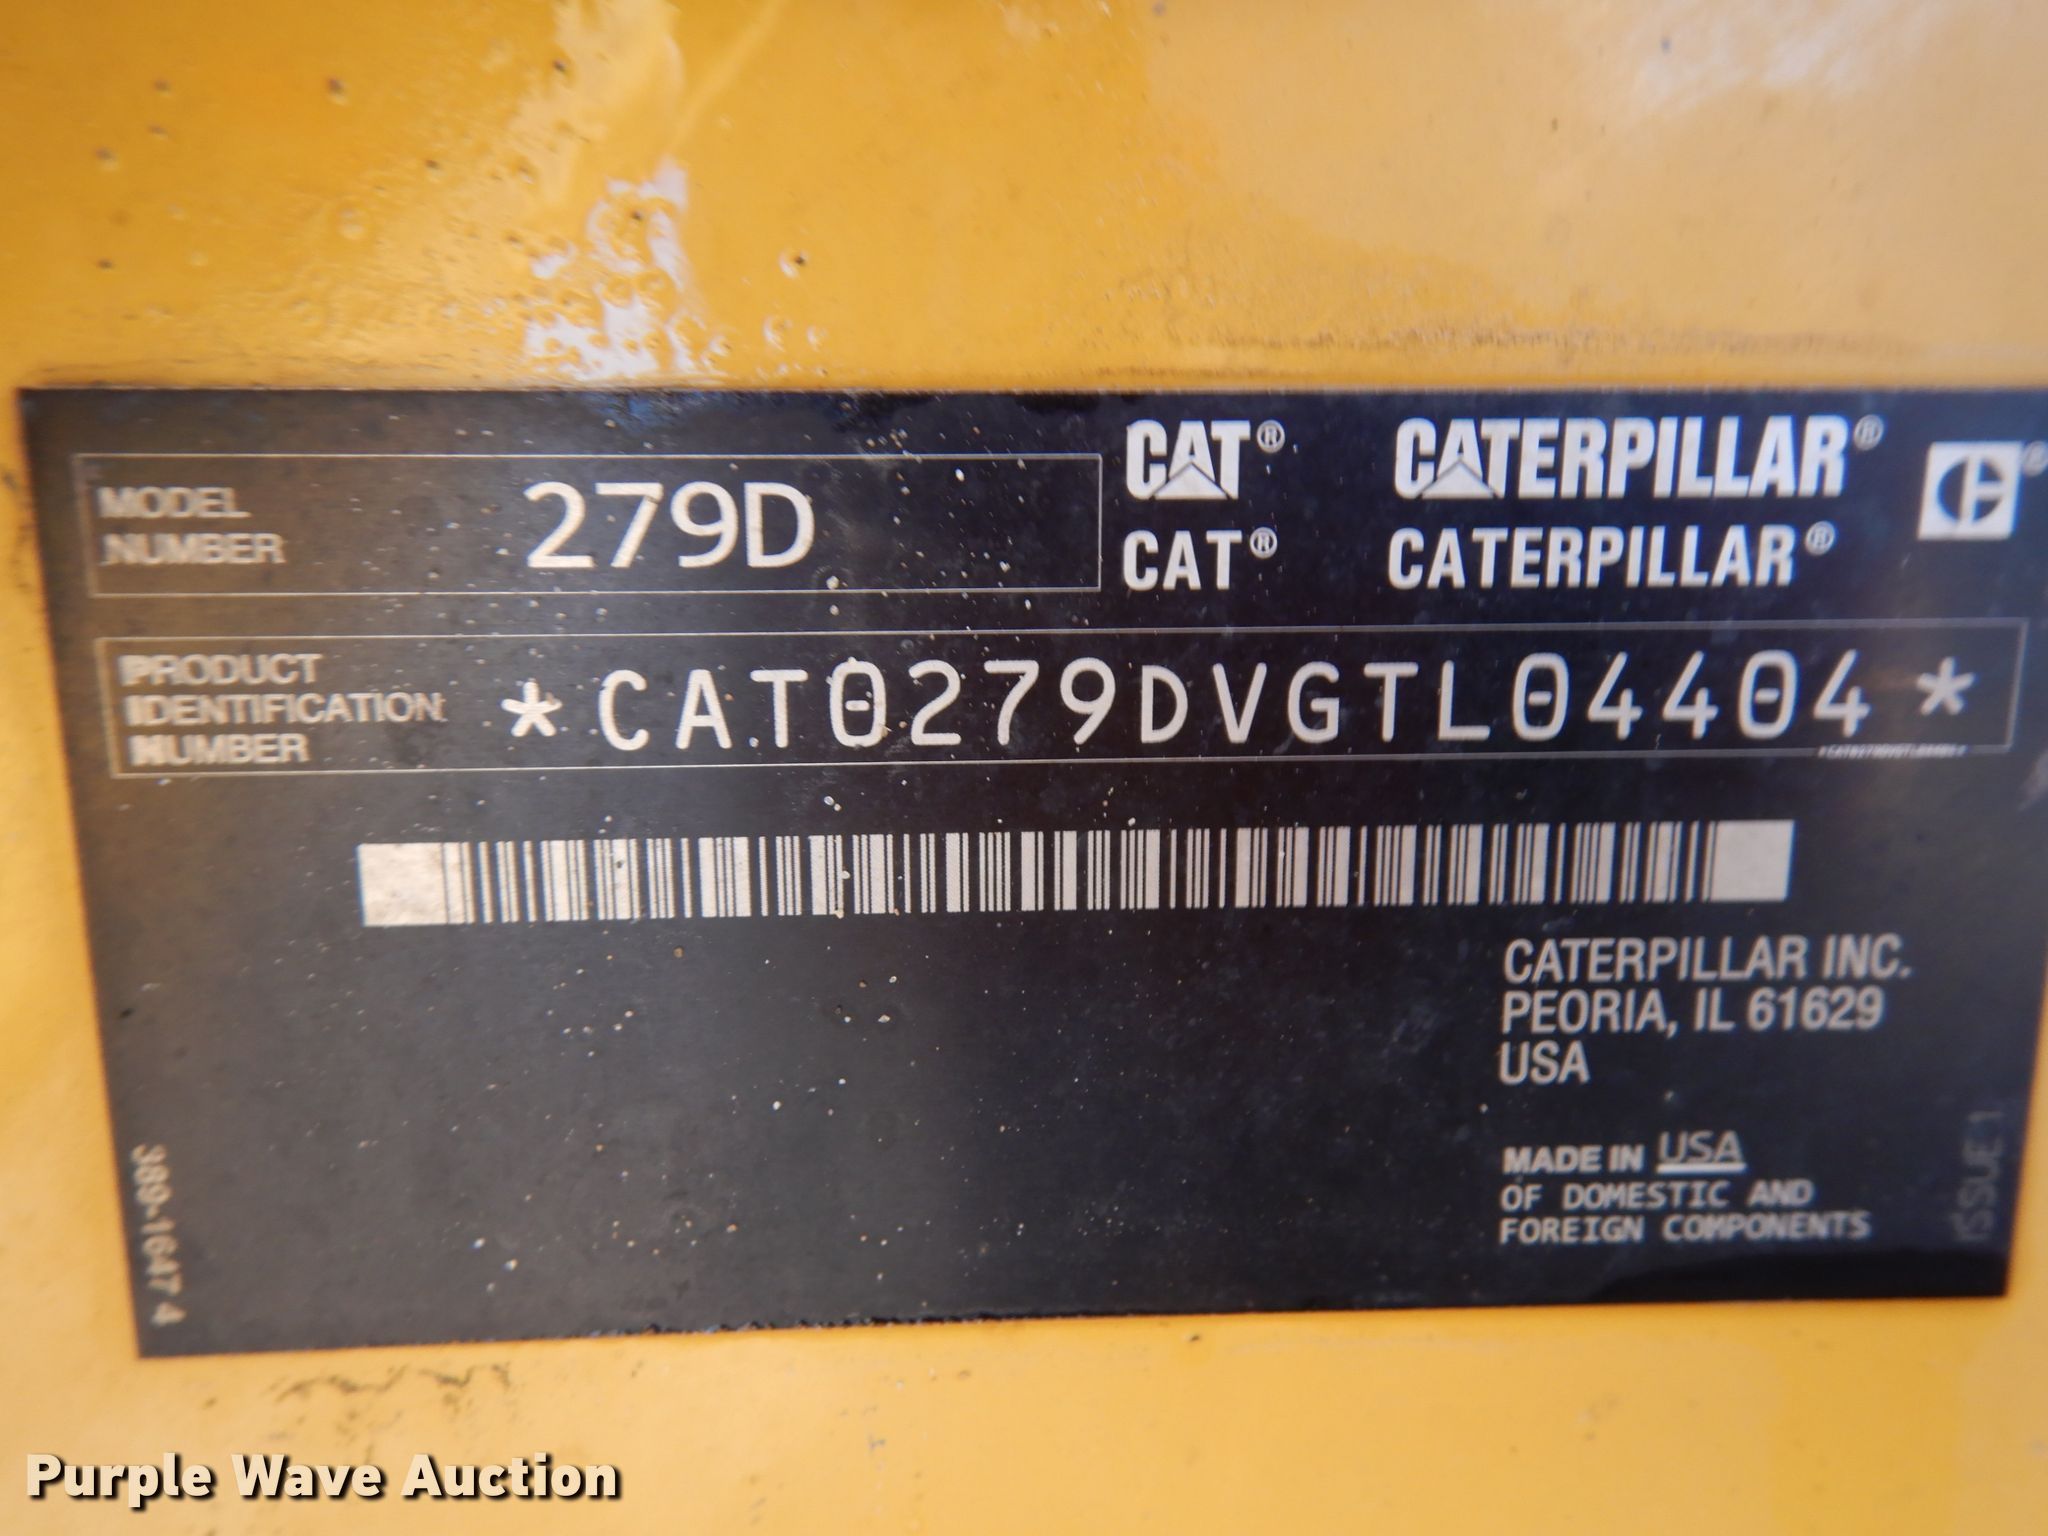 MODEL
NUMBER
279D
CAT® CATERPILLAR®
CAT® CATERPILLAR®
PRODUCT
IDENTIFICATION
NUMBER
*CAT0279DVGTL04404*
CATERPILLAR INC.
PEORIA, IL 61629
USA
MADE IN USA
OF DOMESTIC AND
FOREIGN COMPONENTS
389-1647 4
ISSUE 1
Purple Wave Auction